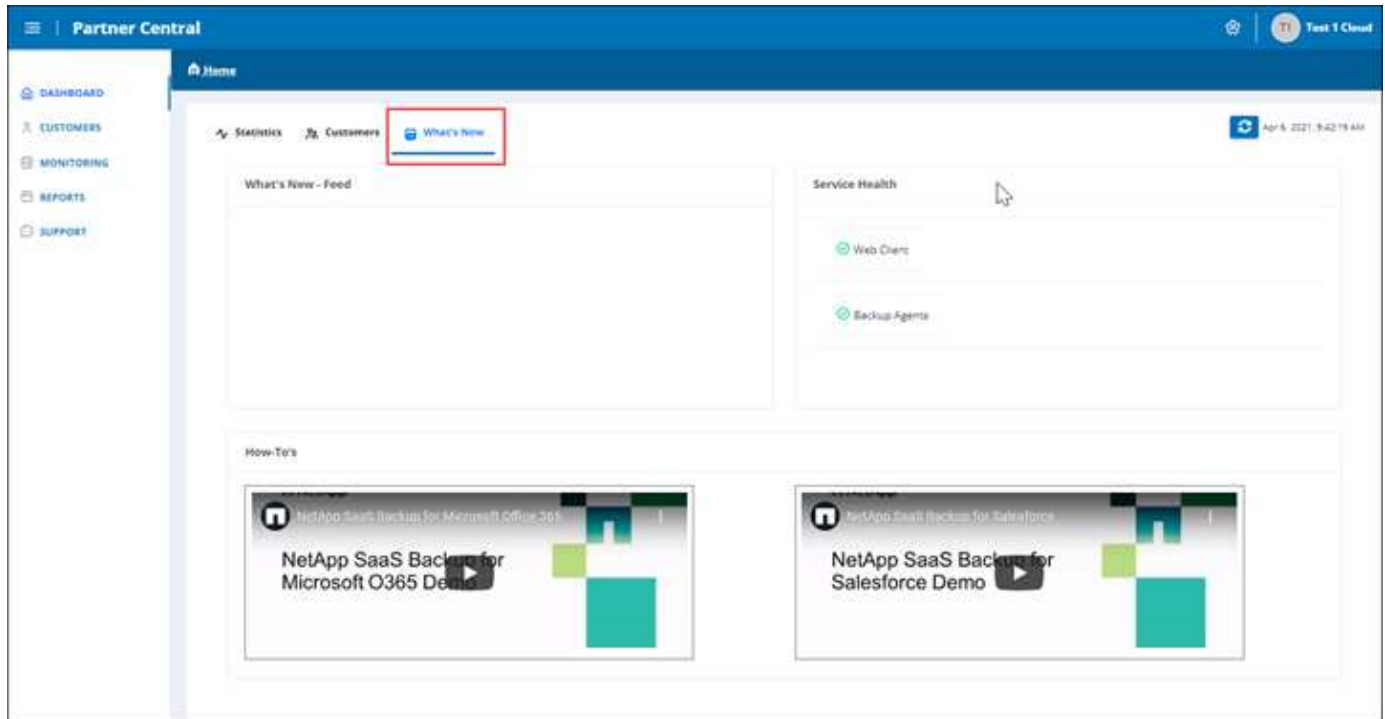 Partner Central
TI
Test 1 Cloud
Home
DASHBOARD
CUSTOMERS
MONITORING
REPORTS
SUPPORT
Statistics
Customers
What's New
Apr 6, 2021, 9:42:19 AM
What's New - Feed
Service Health
Web Client
Backup Agents
How-To's
NetApp SaaS Backup for Microsoft Office 365
NetApp SaaS Backup for
Microsoft O365 Demo
NetApp SaaS Backup for Salesforce
NetApp SaaS Backup for
Salesforce Demo